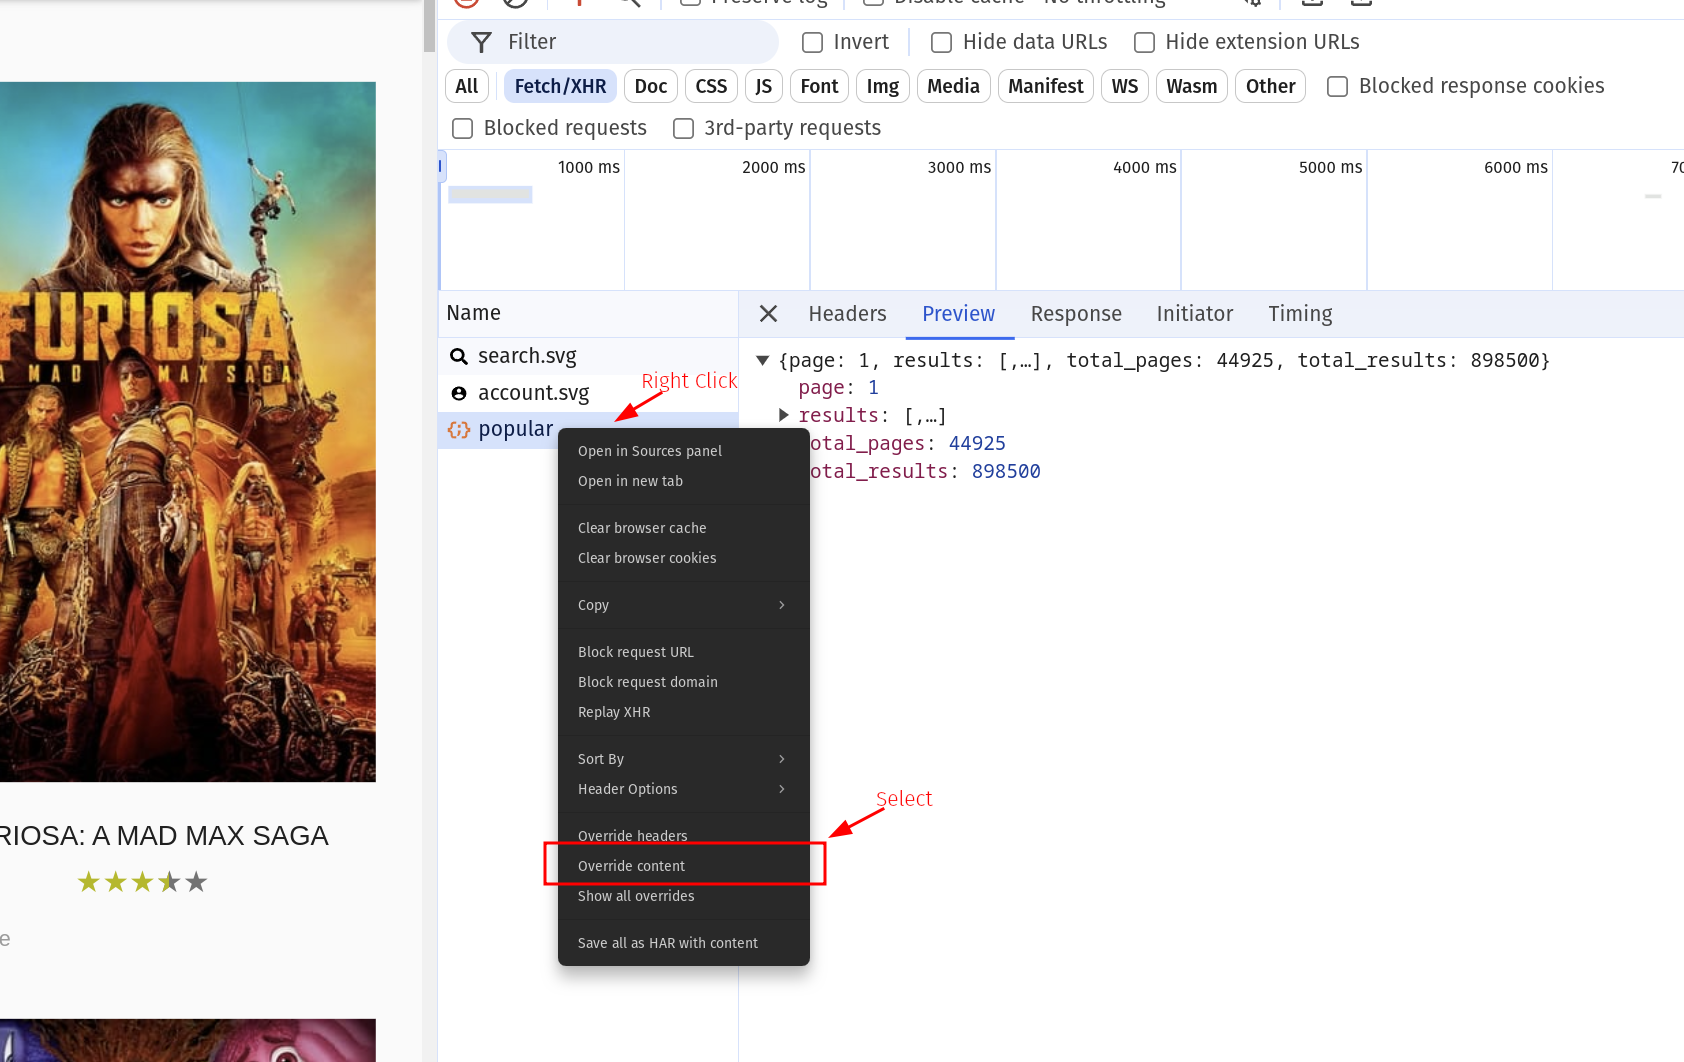 Preserve log Disable cache No throttling
Filter Invert Hide data URLs Hide extension URLs
All Fetch/XHR Doc CSS JS Font Img Media Manifest WS Wasm Other Blocked response cookies
Blocked requests 3rd-party requests
1000 ms 2000 ms 3000 ms 4000 ms 5000 ms 6000 ms 70
Name
Headers Preview Response Initiator Timing
search.svg
account.svg
popular
Right Click
{page: 1, results: [,…], total_pages: 44925, total_results: 898500}
page: 1
results: [,…]
otal_pages: 44925
otal_results: 898500
Open in Sources panel
Open in new tab
Clear browser cache
Clear browser cookies
Copy
Block request URL
Block request domain
Replay XHR
Sort By
Header Options
Override headers
Override content
Show all overrides
Save all as HAR with content
Select
FURIOSA
A MAD MAX SAGA
RIOSA: A MAD MAX SAGA
e